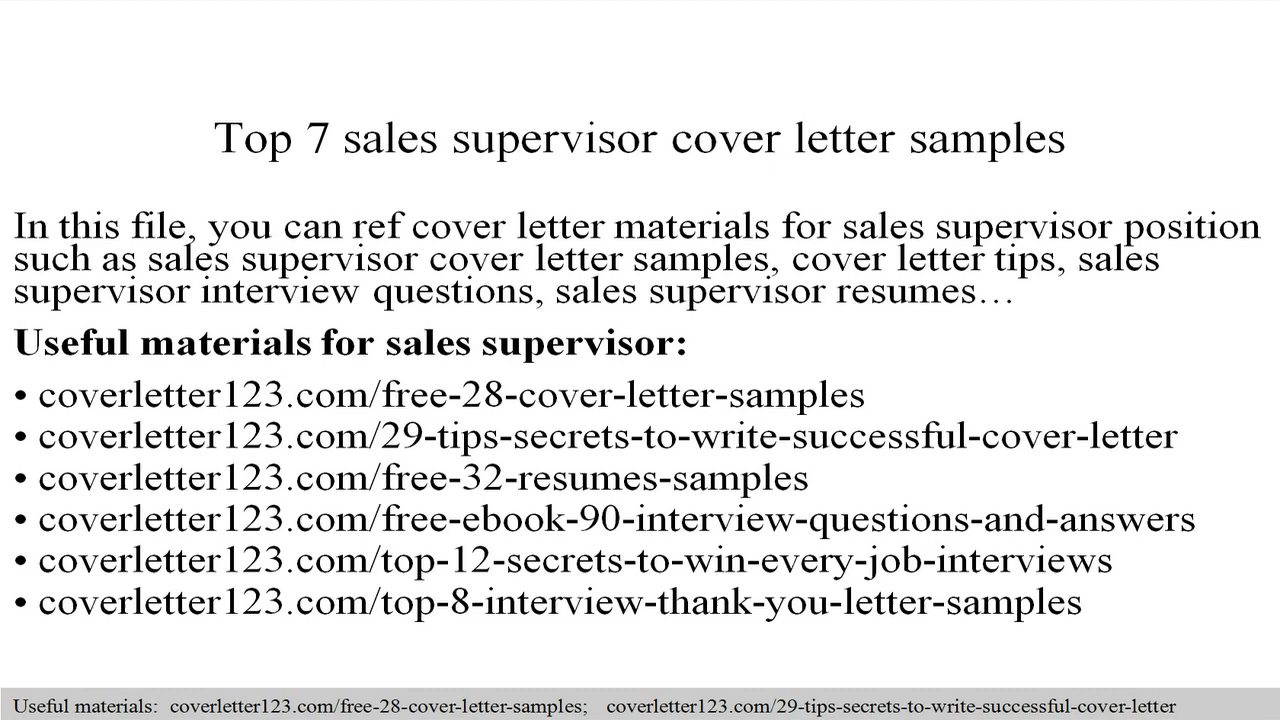 Top 7 sales supervisor cover letter samples
In this file, you can ref cover letter materials for sales supervisor position
such as sales supervisor cover letter samples, cover letter tips, sales
supervisor interview questions, sales supervisor resumes…
Useful materials for sales supervisor:
• coverletter123.com/free-28-cover-letter-samples
• coverletter123.com/29-tips-secrets-to-write-successful-cover-letter
• coverletter123.com/free-32-resumes-samples
• coverletter123.com/free-ebook-90-interview-questions-and-answers
• coverletter123.com/top-12-secrets-to-win-every-job-interviews
• coverletter123.com/top-8-interview-thank-you-letter-samples
Useful materials: coverletter123.com/free-28-cover-letter-samples; coverletter123.com/29-tips-secrets-to-write-successful-cover-letter